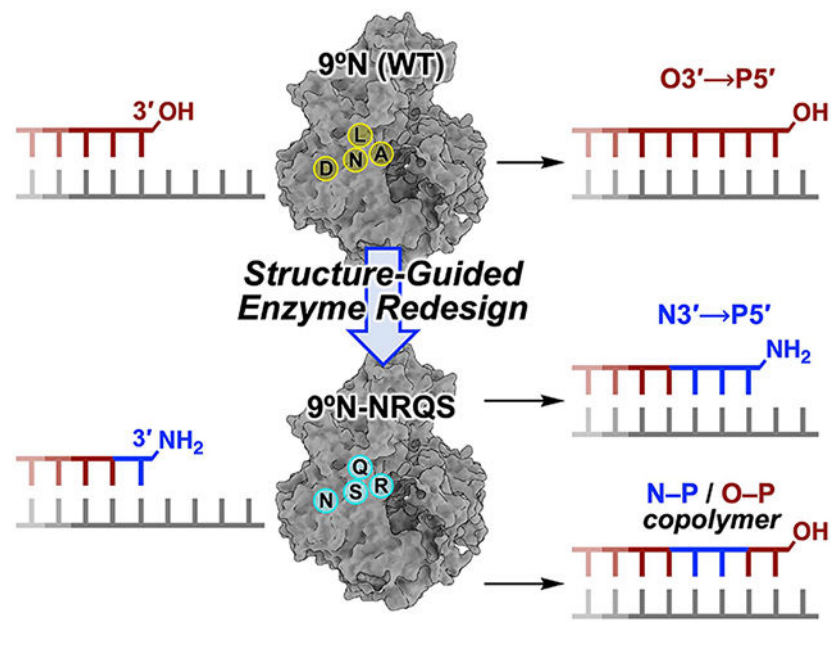 9ºN (WT)
3′ OH
L
D N A
O3′→P5′
OH
Structure-Guided
Enzyme Redesign
9ºN-NRQS
3′ NH₂
Q
N S R
N3′→P5′
NH₂
N–P / O–P
copolymer
OH